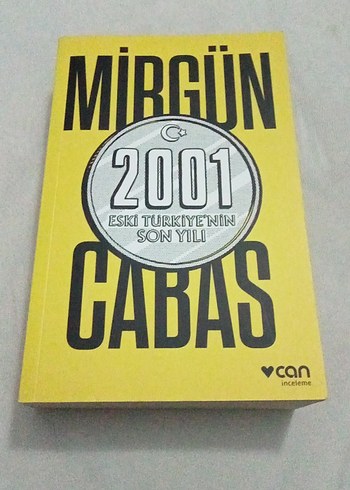 MİRGÜN
2001
ESKİ TÜRKİYE'NİN
SON YILI
CABAS
can
inceleme